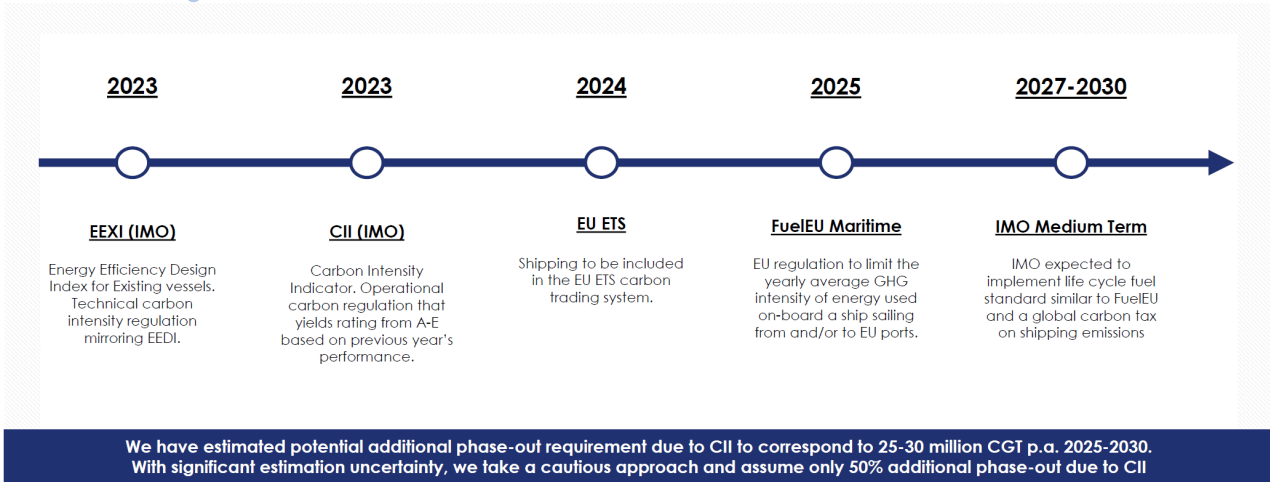 2023
2023
2024
2025
2027-2030
EEXI (IMO)
Energy Efficiency Design
Index for Existing vessels.
Technical carbon
intensity regulation
mirroring EEDI.
CII (IMO)
Carbon Intensity
Indicator. Operational
carbon regulation that
yields rating from A-E
based on previous year's
performance.
EU ETS
Shipping to be included
in the EU ETS carbon
trading system.
FuelEU Maritime
EU regulation to limit the
yearly average GHG
intensity of energy used
on-board a ship sailing
from and/or to EU ports.
IMO Medium Term
IMO expected to
implement life cycle fuel
standard similar to FuelEU
and a global carbon tax
on shipping emissions
We have estimated potential additional phase-out requirement due to CII to correspond to 25-30 million CGT p.a. 2025-2030.
With significant estimation uncertainty, we take a cautious approach and assume only 50% additional phase-out due to CII